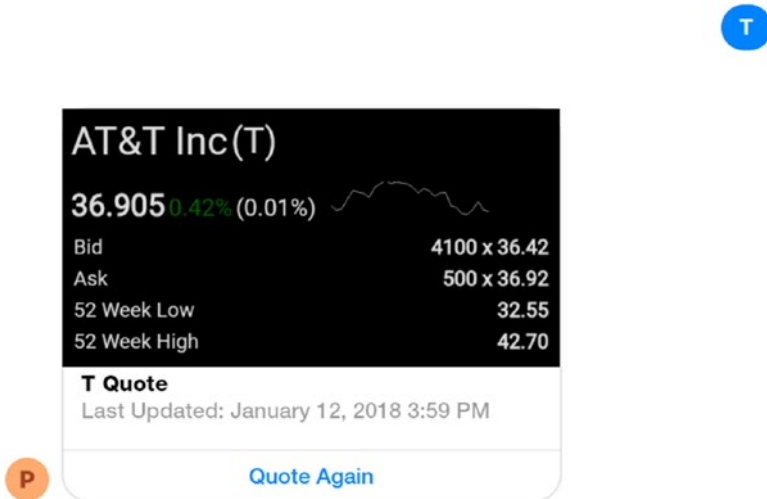 T
AT&T Inc(T)
36.905 0.42% (0.01%)
Bid 4100 x 36.42
Ask 500 x 36.92
52 Week Low 32.55
52 Week High 42.70
T Quote
Last Updated: January 12, 2018 3:59 PM
P
Quote Again